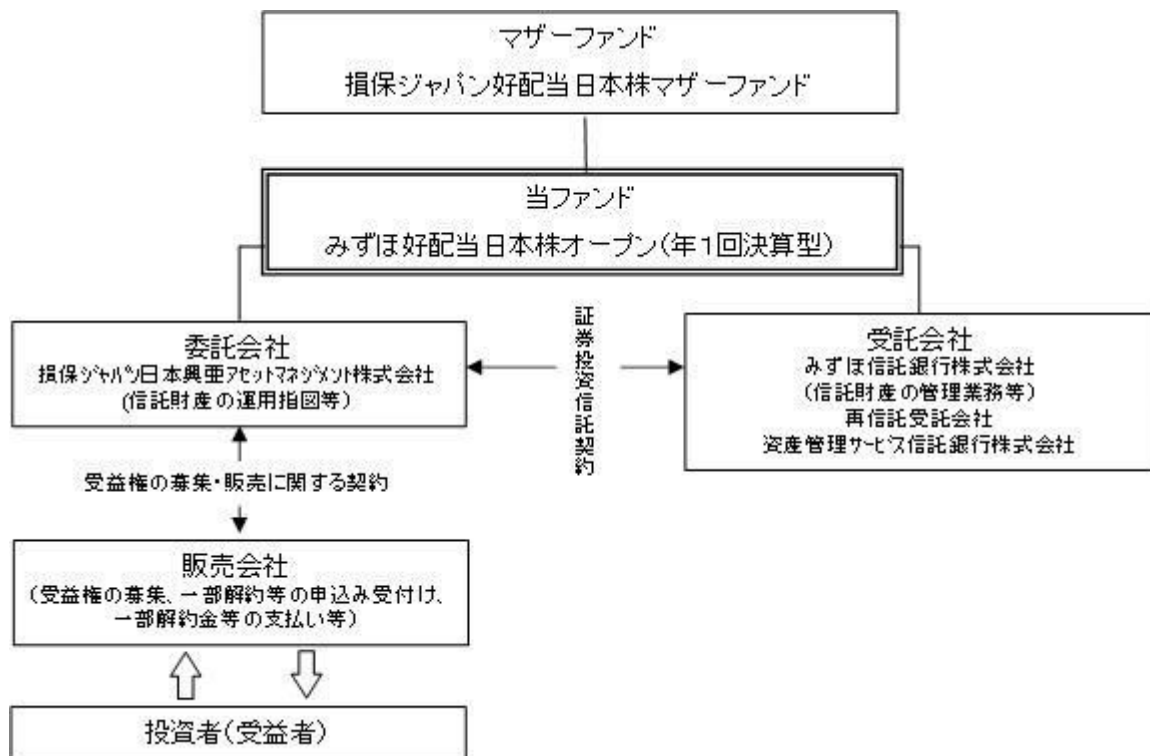 マザーファンド
損保ジャパン好配当日本株マザーファンド
当ファンド
みずほ好配当日本株オープン(年1回決算型)
委託会社
損保ジャパン日本興亜アセットマネジメント株式会社
(信託財産の運用指図等)
証券投資信託契約
受託会社
みずほ信託銀行株式会社
(信託財産の管理業務等)
再信託受託会社
資産管理サービス信託銀行株式会社
受益権の募集・販売に関する契約
販売会社
(受益権の募集、一部解約等の申込み受付け、
一部解約金等の支払い等)
投資者(受益者)